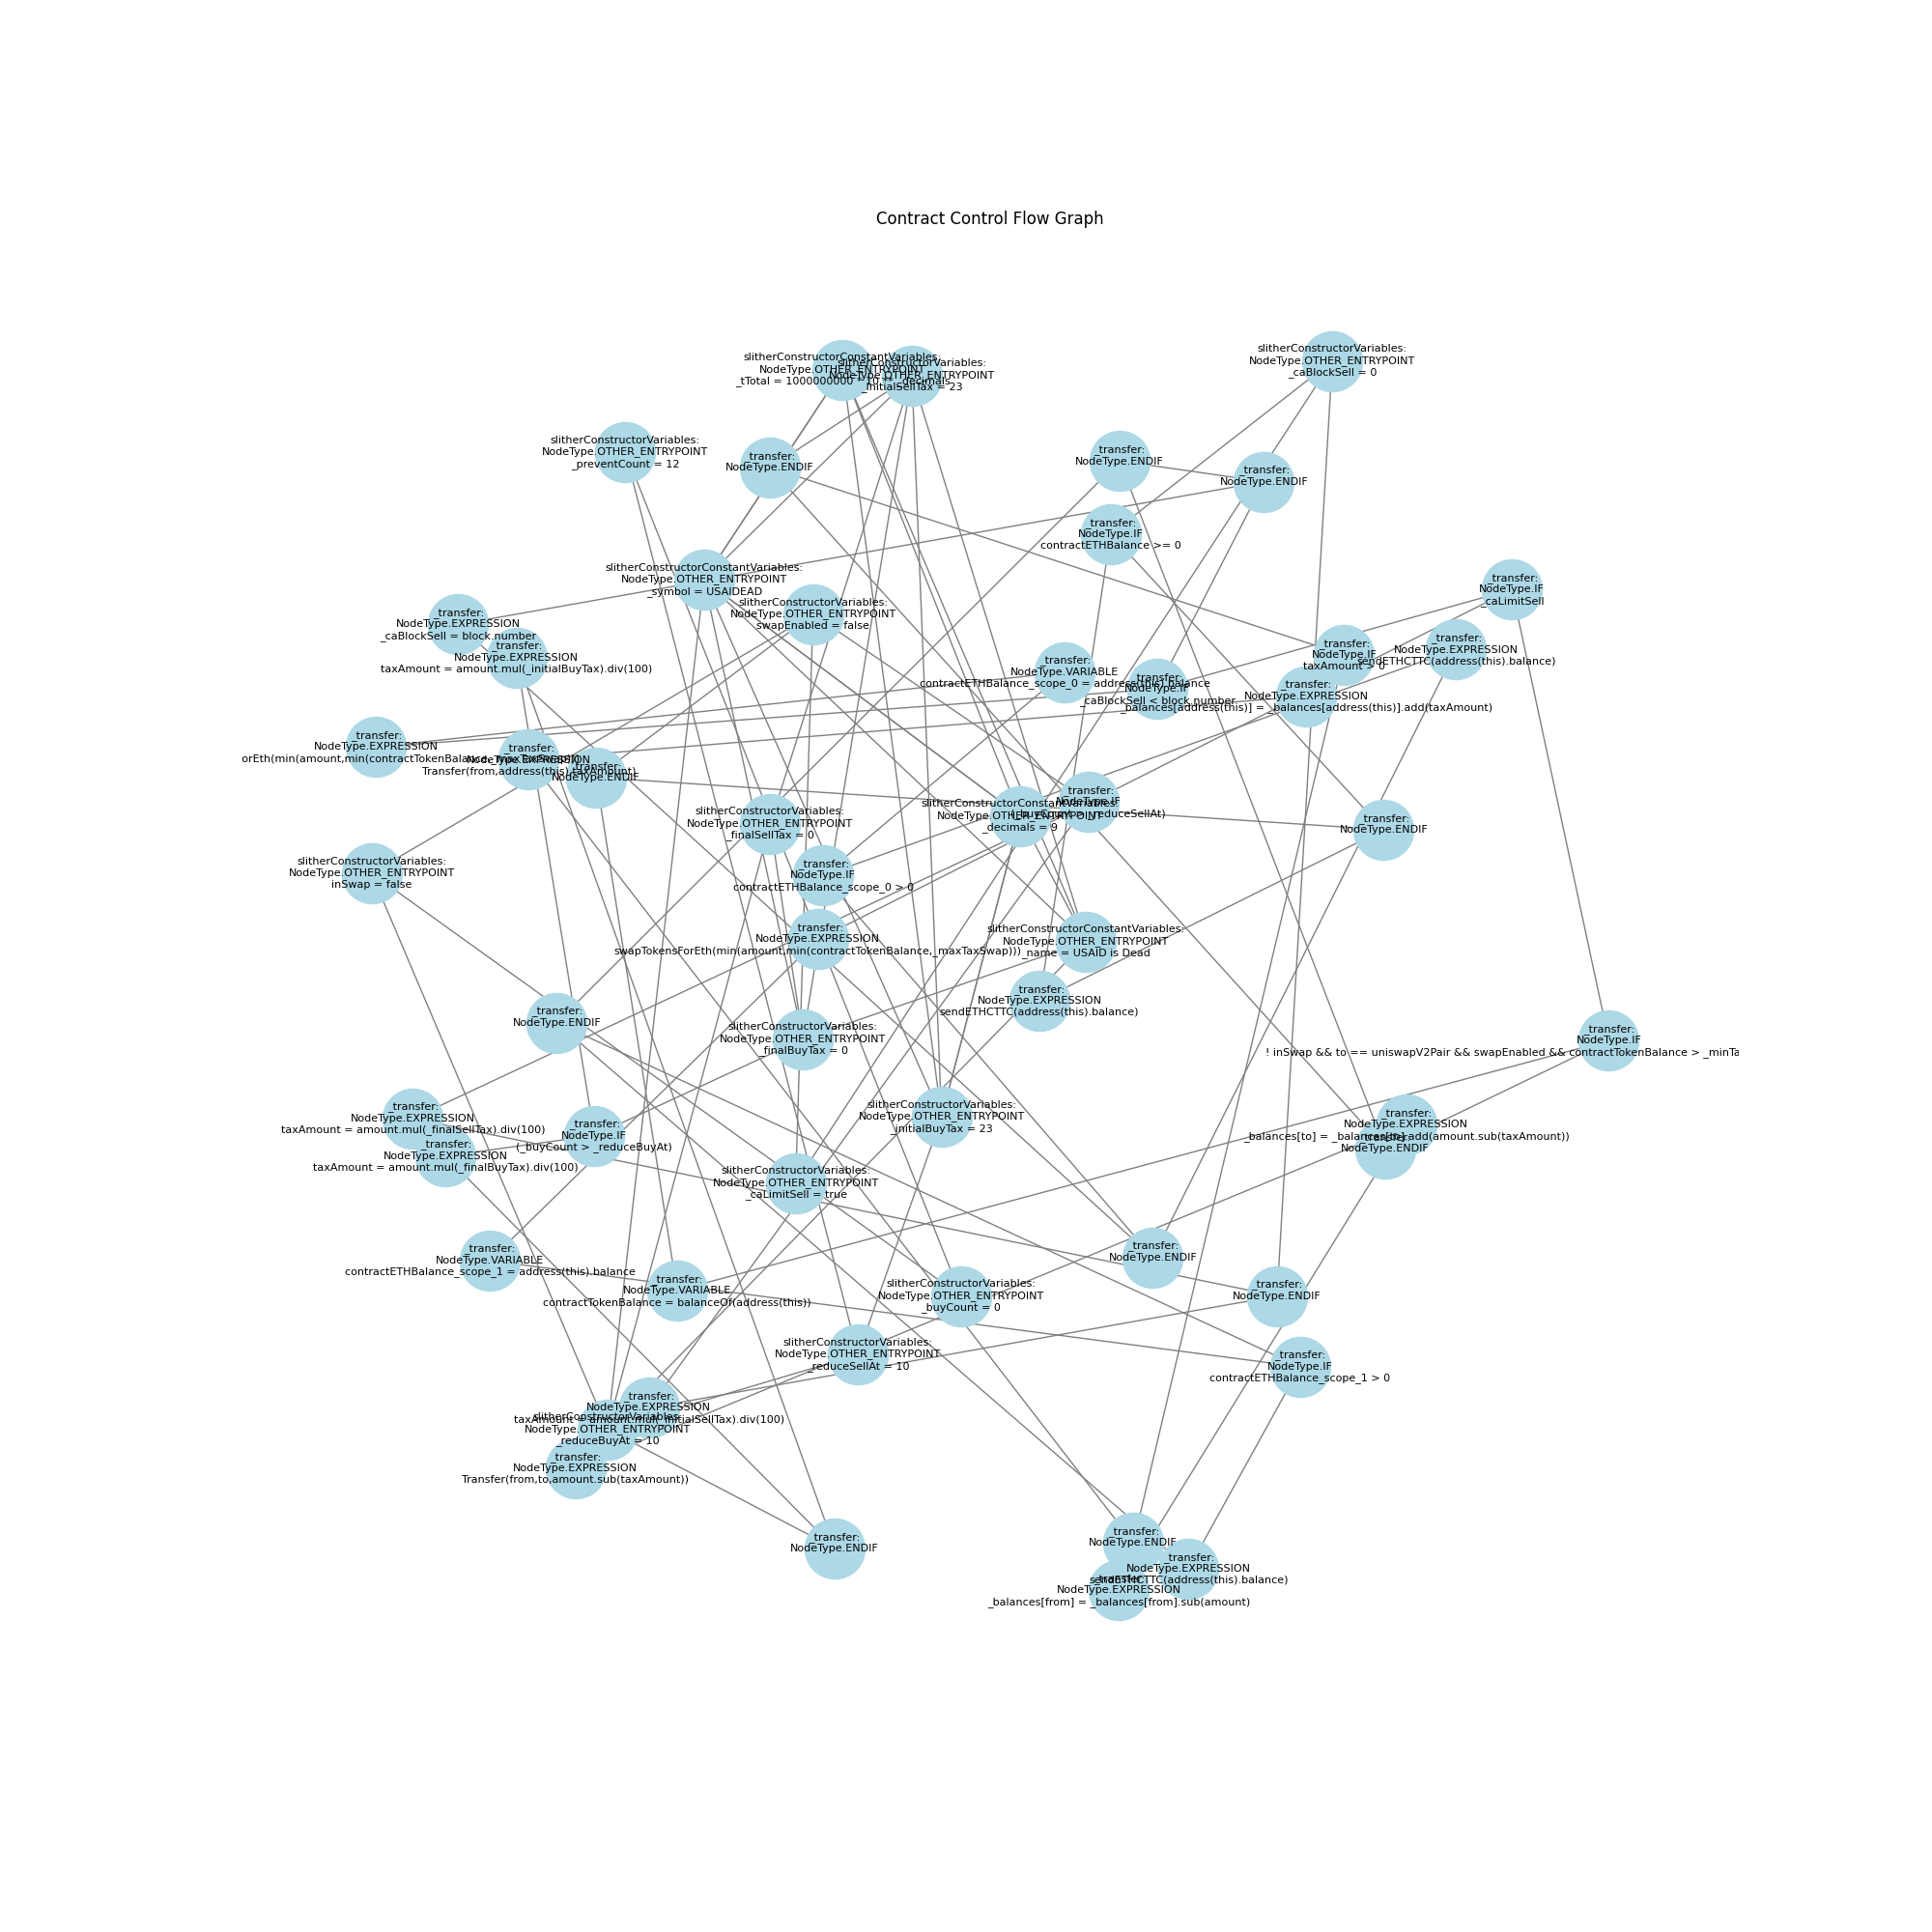 Contract Control Flow Graph
slitherConstructorConstantVariables:
NodeType.OTHER_ENTRYPOINT
_tTotal = 1000000000 * 10 ** _decimals
slitherConstructorVariables:
NodeType.OTHER_ENTRYPOINT
_initialSellTax = 23
slitherConstructorVariables:
NodeType.OTHER_ENTRYPOINT
_caBlockSell = 0
slitherConstructorVariables:
NodeType.OTHER_ENTRYPOINT
_preventCount = 12
_transfer:
NodeType.ENDIF
_transfer:
NodeType.ENDIF
_transfer:
NodeType.ENDIF
_transfer:
NodeType.IF
contractETHBalance >= 0
slitherConstructorConstantVariables:
NodeType.OTHER_ENTRYPOINT
_symbol = USAIDEAD
slitherConstructorVariables:
NodeType.OTHER_ENTRYPOINT
swapEnabled = false
_transfer:
NodeType.IF
_caLimitSell
_transfer:
NodeType.EXPRESSION
_caBlockSell = block.number
_transfer:
NodeType.EXPRESSION
taxAmount = amount.mul(_initialBuyTax).div(100)
_transfer:
NodeType.IF
taxAmount > 0
_transfer:
NodeType.EXPRESSION
sendETHCTTC(address(this).balance)
_transfer:
NodeType.VARIABLE
contractETHBalance_scope_0 = address(this).balance
_transfer:
NodeType.IF
_caBlockSell < block.number
_transfer:
NodeType.EXPRESSION
_balances[address(this)] = _balances[address(this)].add(taxAmount)
_transfer:
NodeType.EXPRESSION
orEth(min(amount,min(contractTokenBalance,_maxTaxSwap)))
_transfer:
NodeType.EXPRESSION
Transfer(from,address(this),taxAmount)
_transfer:
NodeType.ENDIF
slitherConstructorVariables:
NodeType.OTHER_ENTRYPOINT
_finalSellTax = 0
slitherConstructorConstantVariables:
NodeType.OTHER_ENTRYPOINT
_decimals = 9
_transfer:
NodeType.IF
(_buyCount > _reduceSellAt)
_transfer:
NodeType.ENDIF
slitherConstructorVariables:
NodeType.OTHER_ENTRYPOINT
inSwap = false
_transfer:
NodeType.IF
contractETHBalance_scope_0 > 0
_transfer:
NodeType.EXPRESSION
swapTokensForEth(min(amount,min(contractTokenBalance,_maxTaxSwap)))
slitherConstructorConstantVariables:
NodeType.OTHER_ENTRYPOINT
_name = USAID is Dead
_transfer:
NodeType.EXPRESSION
sendETHCTTC(address(this).balance)
_transfer:
NodeType.ENDIF
slitherConstructorVariables:
NodeType.OTHER_ENTRYPOINT
_finalBuyTax = 0
_transfer:
NodeType.IF
! inSwap && to == uniswapV2Pair && swapEnabled && contractTokenBalance > _minTa
_transfer:
NodeType.EXPRESSION
taxAmount = amount.mul(_finalSellTax).div(100)
_transfer:
NodeType.EXPRESSION
taxAmount = amount.mul(_finalBuyTax).div(100)
_transfer:
NodeType.IF
(_buyCount > _reduceBuyAt)
slitherConstructorVariables:
NodeType.OTHER_ENTRYPOINT
_initialBuyTax = 23
_transfer:
NodeType.EXPRESSION
_balances[to] = _balances[to].add(amount.sub(taxAmount))
_transfer:
NodeType.ENDIF
slitherConstructorVariables:
NodeType.OTHER_ENTRYPOINT
_caLimitSell = true
_transfer:
NodeType.VARIABLE
contractETHBalance_scope_1 = address(this).balance
_transfer:
NodeType.VARIABLE
contractTokenBalance = balanceOf(address(this))
_transfer:
NodeType.ENDIF
slitherConstructorVariables:
NodeType.OTHER_ENTRYPOINT
_buyCount = 0
_transfer:
NodeType.ENDIF
slitherConstructorVariables:
NodeType.OTHER_ENTRYPOINT
_reduceSellAt = 10
_transfer:
NodeType.IF
contractETHBalance_scope_1 > 0
_transfer:
NodeType.EXPRESSION
taxAmount = amount.mul(_initialSellTax).div(100)
slitherConstructorVariables:
NodeType.OTHER_ENTRYPOINT
_reduceBuyAt = 10
_transfer:
NodeType.EXPRESSION
Transfer(from,to,amount.sub(taxAmount))
_transfer:
NodeType.ENDIF
_transfer:
NodeType.ENDIF
_transfer:
NodeType.EXPRESSION
sendETHCTTC(address(this).balance)
_transfer:
NodeType.EXPRESSION
_balances[from] = _balances[from].sub(amount)